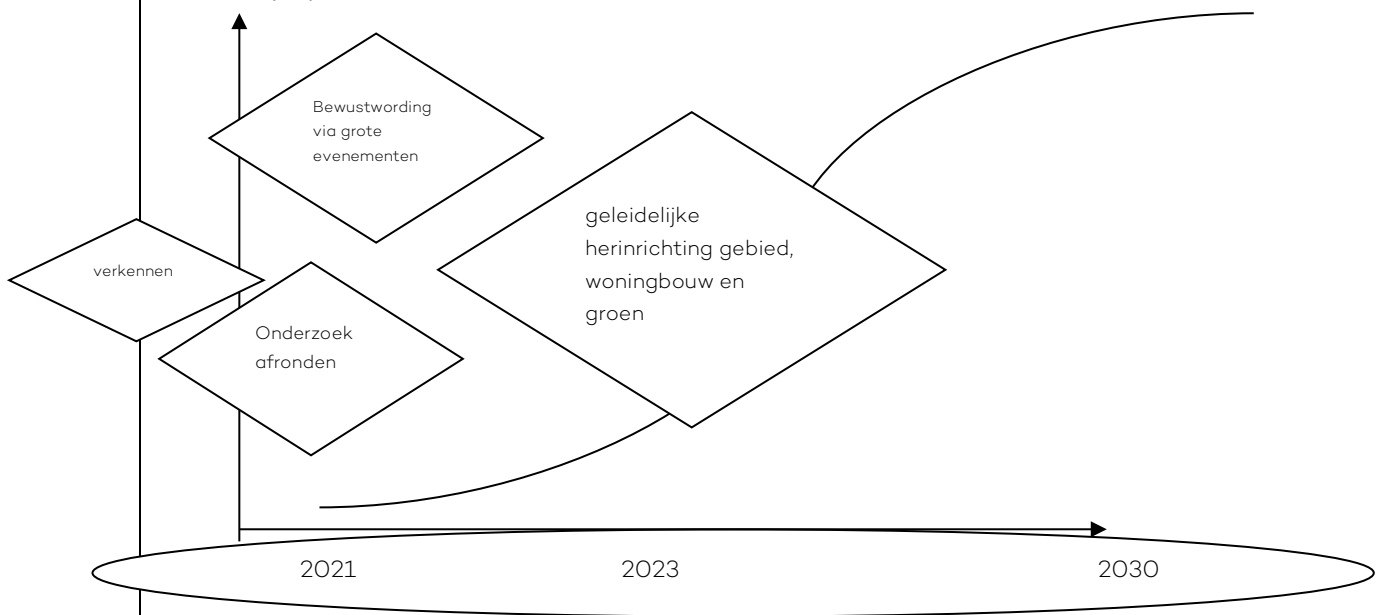 Bewustwording
via grote
evenementen
geleidelijke
herinrichting gebied,
woningbouw en
groen
verkennen
Onderzoek
afronden
2021
2023
2030